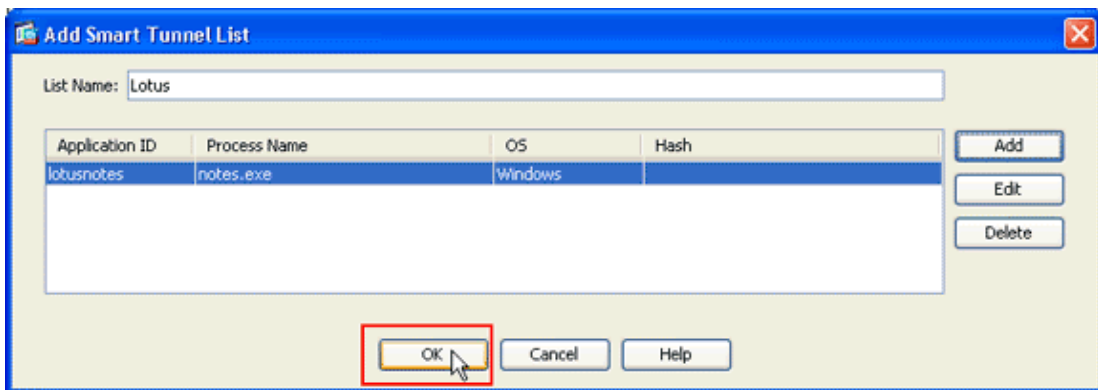 Add Smart Tunnel List
List Name: Lotus
Application ID Process Name OS Hash Add
lotusnotes notes.exe Windows
Edit
Delete
OK Cancel Help